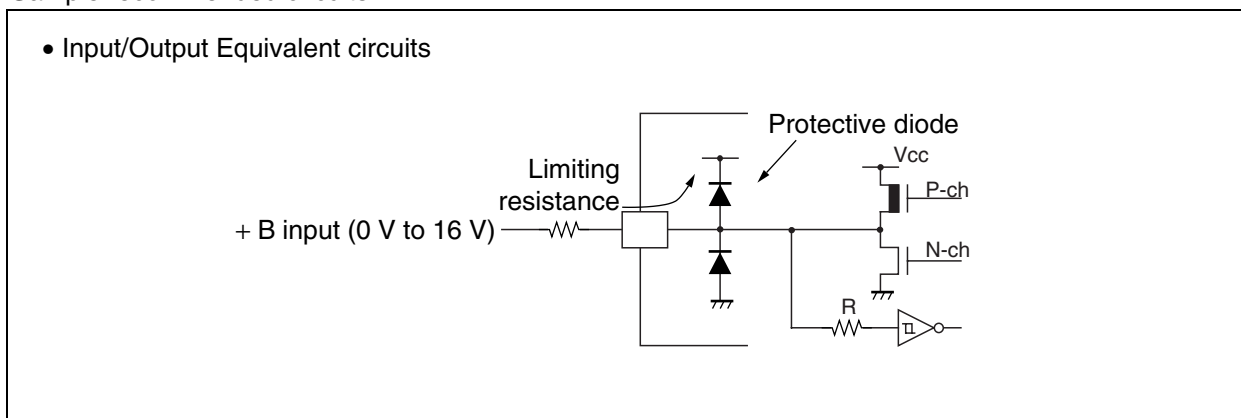 • Input/Output Equivalent circuits
Protective diode
Limiting
resistance
Vcc
P-ch
+ B input (0 V to 16 V)
N-ch
R